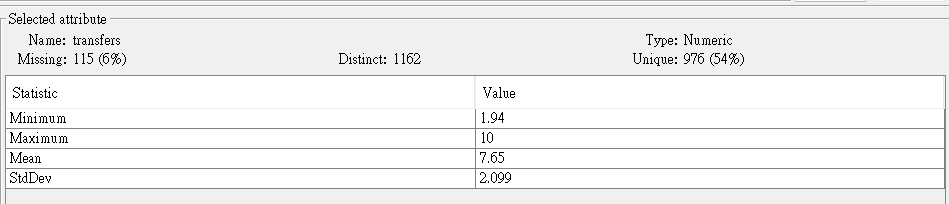 Selected attribute
Name: transfers Type: Numeric
Missing: 115 (6%) Distinct: 1162 Unique: 976 (54%)
Statistic Value
Minimum 1.94
Maximum 10
Mean 7.65
StdDev 2.099